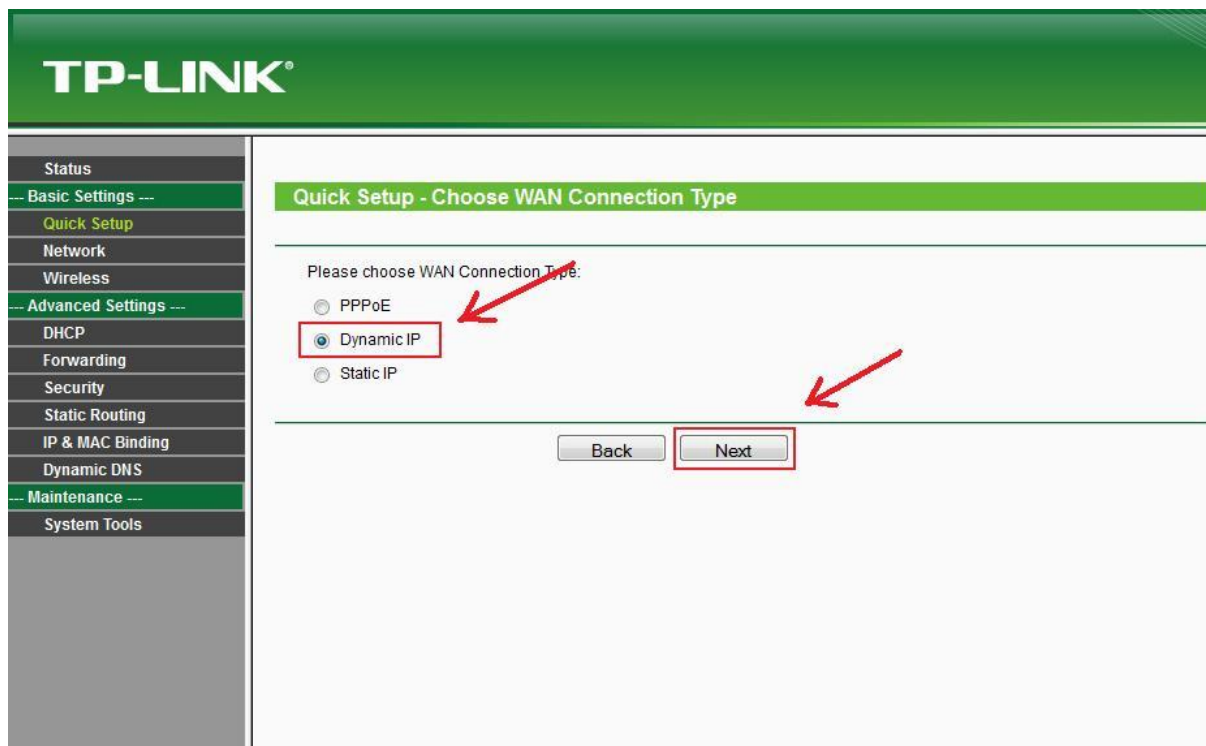 TP-LINK®
Status
--- Basic Settings ---
Quick Setup
Network
Wireless
--- Advanced Settings ---
DHCP
Forwarding
Security
Static Routing
IP & MAC Binding
Dynamic DNS
--- Maintenance ---
System Tools
Quick Setup - Choose WAN Connection Type
Please choose WAN Connection Type:
PPPoE
Dynamic IP
Static IP
Back Next